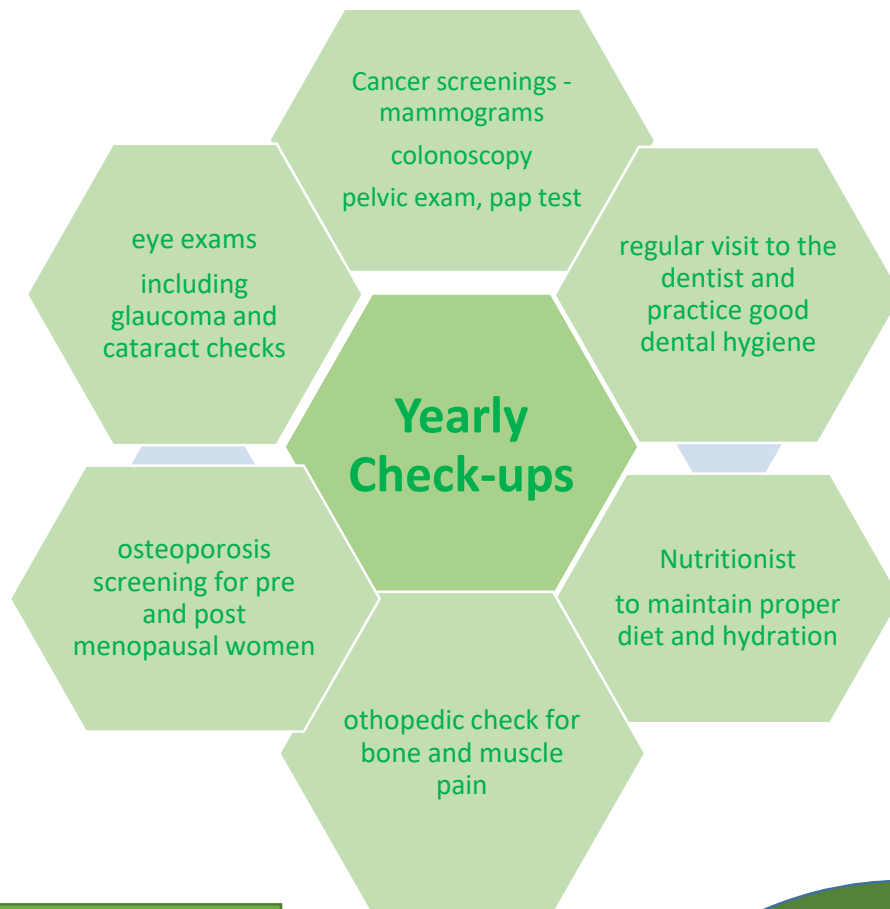 Cancer screenings -
mammograms
colonoscopy
pelvic exam, pap test
regular visit to the
dentist and
practice good
dental hygiene
eye exams
including
glaucoma and
cataract checks
Yearly
Check-ups
Nutritionist
to maintain proper
diet and hydration
osteoporosis
screening for pre
and post
menopausal women
othopedic check for
bone and muscle
pain